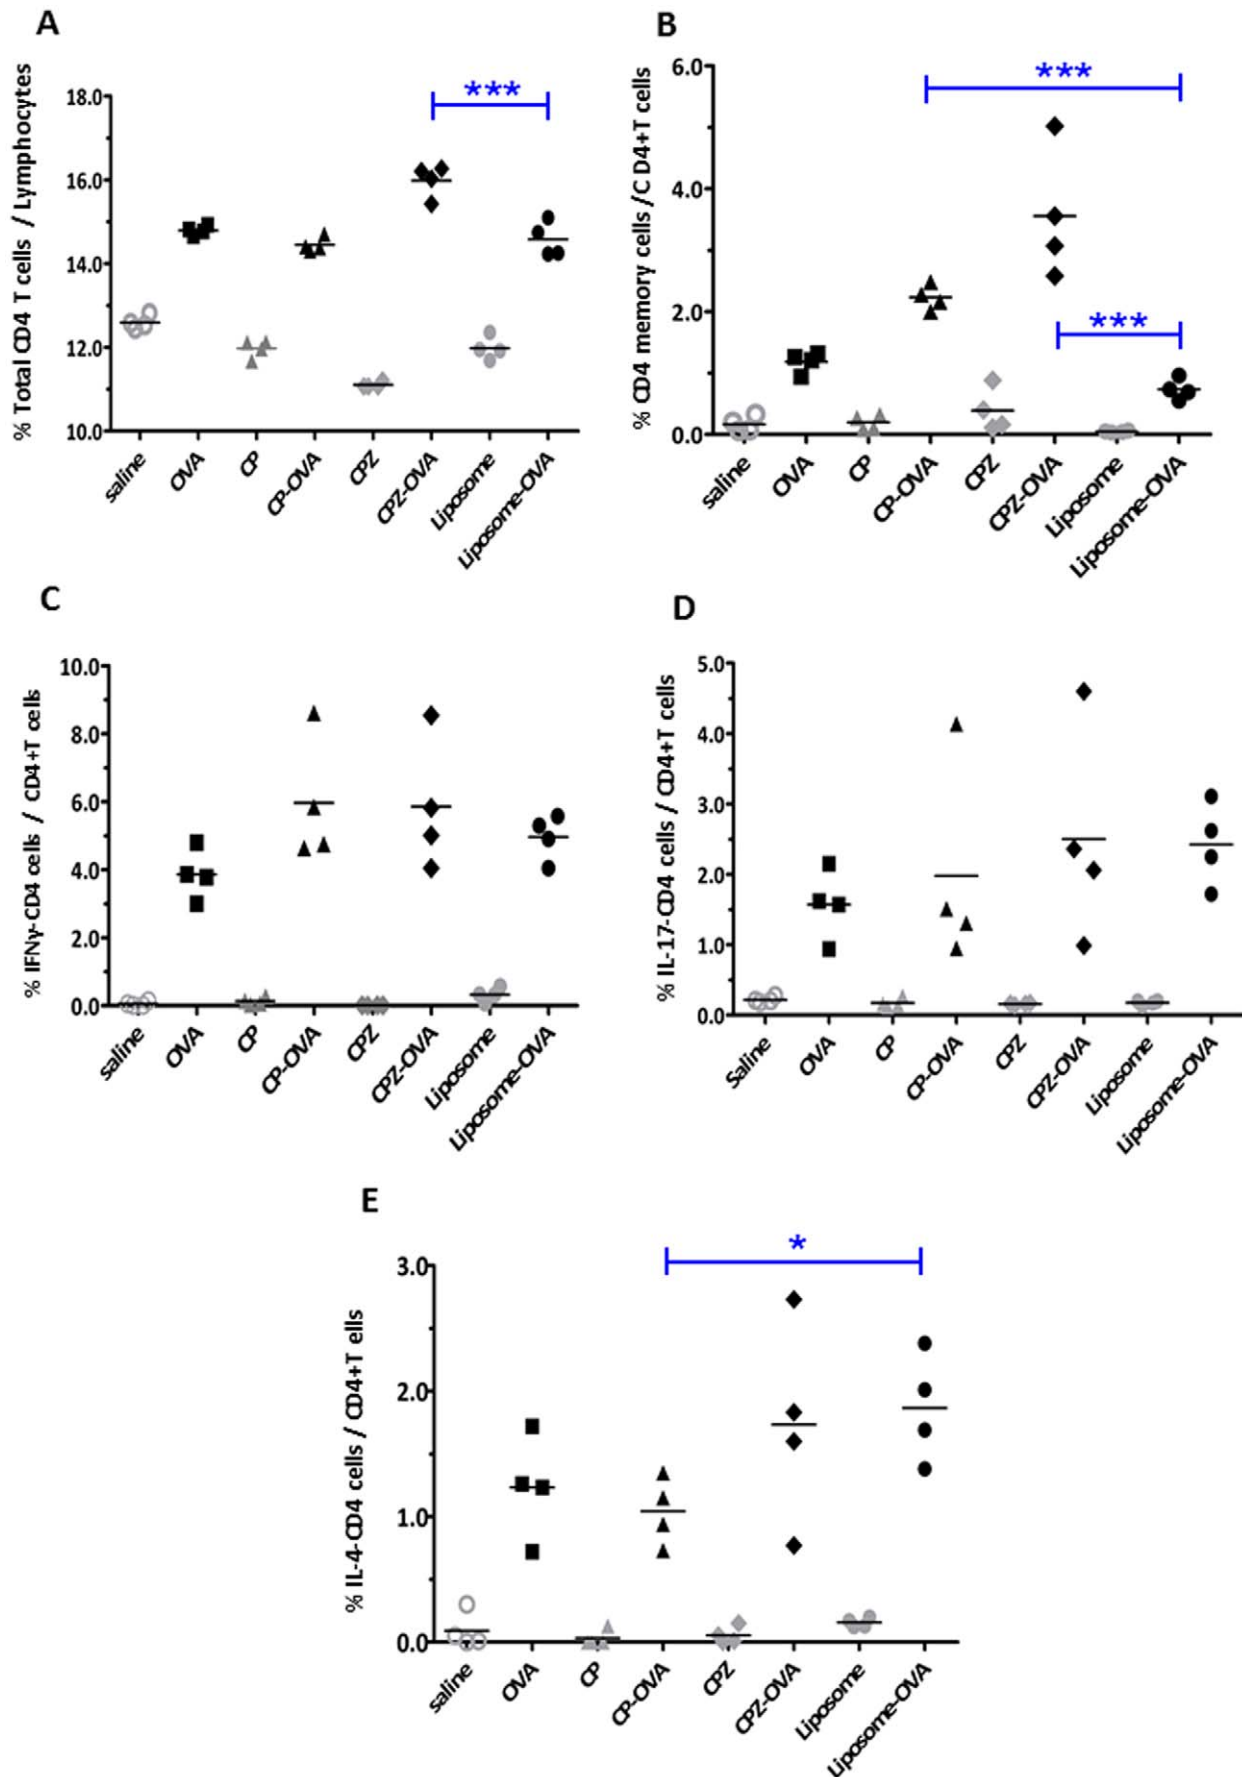 A
% Total CD4 T cells / Lymphocytes
18.0
16.0
14.0
12.0
10.0
***
saline
OVA
CP
CP-OVA
CPZ
CPZ-OVA
Liposome
Liposome-OVA
B
% CD4 memory cells /C D4+T cells
6.0
4.0
2.0
0.0
***
***
saline
OVA
CP
CP-OVA
CPZ
CPZ-OVA
Liposome
Liposome-OVA
C
% IFNγ-CD4 cells / CD4+T cells
10.0
8.0
6.0
4.0
2.0
0.0
saline
OVA
CP
CP-OVA
CPZ
CPZ-OVA
Liposome
Liposome-OVA
D
% IL-17-CD4 cells / CD4+T cells
5.0
4.0
3.0
2.0
1.0
0.0
Saline
OVA
CP
CP-OVA
CPZ
CPZ-OVA
Liposome
Liposome-OVA
E
% IL-4-CD4 cells / CD4+T ells
3.0
2.0
1.0
0.0
*
saline
OVA
CP
CP-OVA
CPZ
CPZ-OVA
Liposome
Liposome-OVA